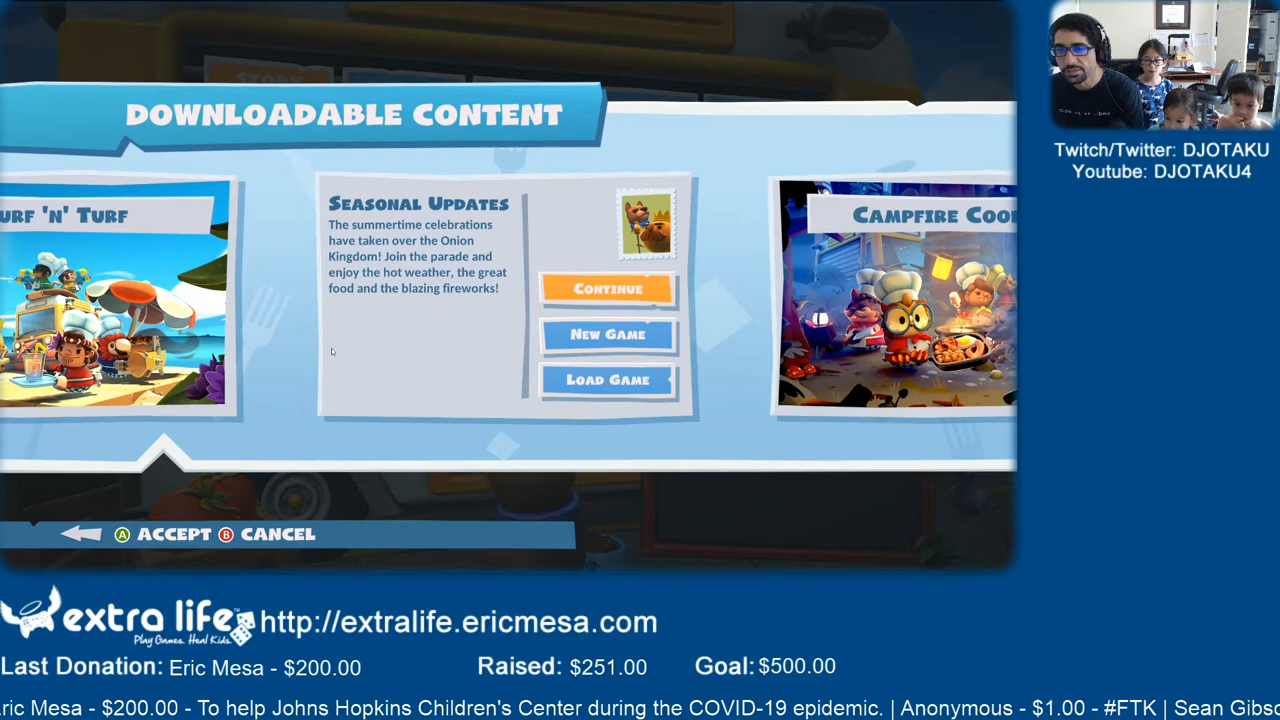 STORY
DOWNLOADABLE CONTENT
URF 'N' TURF
SEASONAL UPDATES
The summertime celebrations
have taken over the Onion
Kingdom! Join the parade and
enjoy the hot weather, the great
food and the blazing fireworks!
CONTINUE
NEW GAME
LOAD GAME
CAMPFIRE COO
A ACCEPT B CANCEL
Twitch/Twitter: DJOTAKU
Youtube: DJOTAKU4
extra life
Play Games. Heal Kids.
http://extralife.ericmesa.com
Last Donation: Eric Mesa - $200.00
Raised: $251.00
Goal: $500.00
ric Mesa - $200.00 - To help Johns Hopkins Children's Center during the COVID-19 epidemic. | Anonymous - $1.00 - #FTK | Sean Gibso